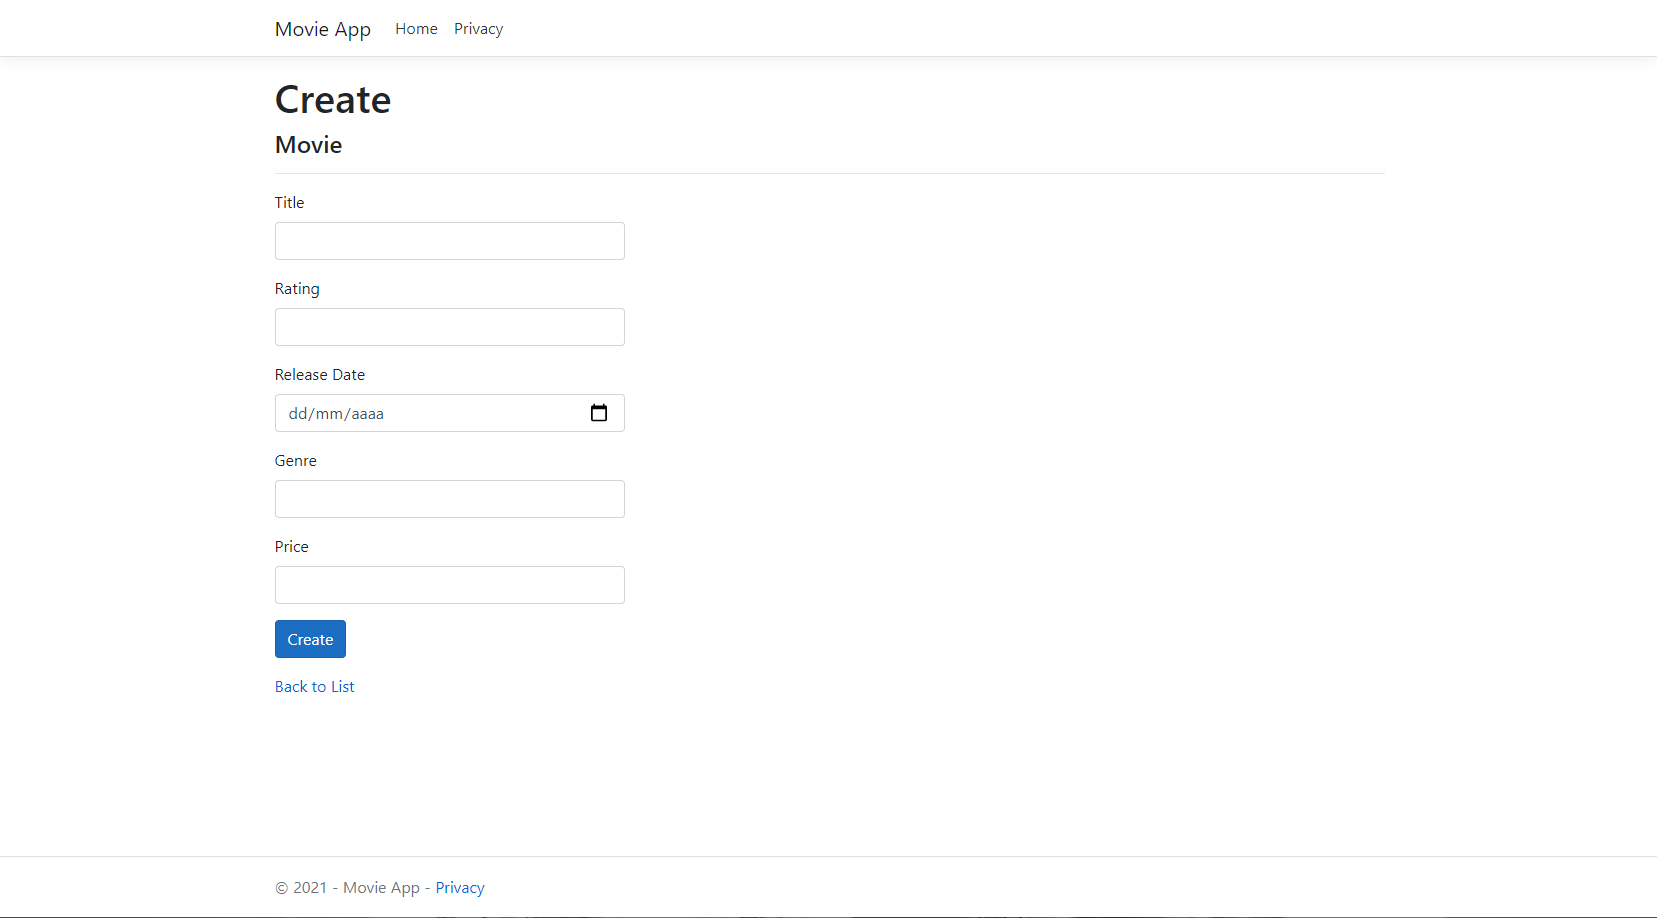 Movie App Home Privacy
Create
Movie
Title
Rating
Release Date
dd/mm/aaaa
Genre
Price
Create
Back to List
© 2021 - Movie App - Privacy